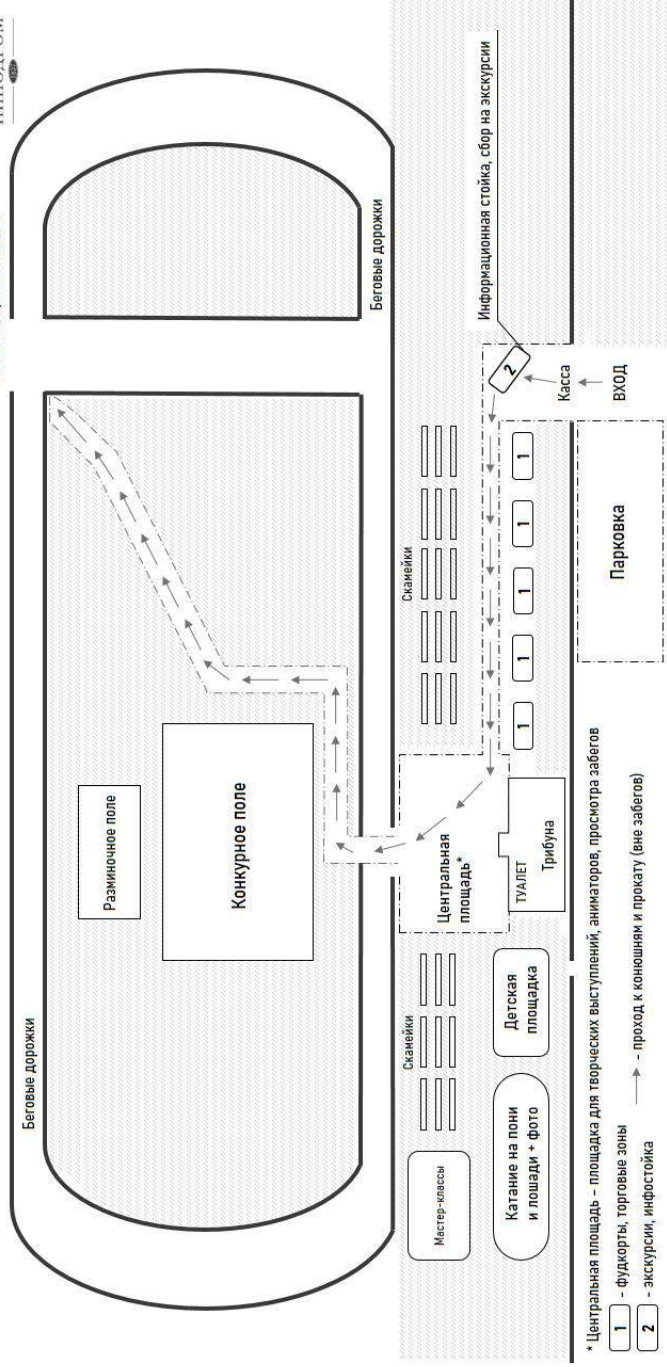 Беговые дорожки
Разминочное поле
Конкурное поле
Беговые дорожки
Скамейки
Скамейки
Мастер-классы
Катание на пони
и лошади + фото
Детская
площадка
Центральная
площадь*
ТУАЛЕТ
Трибуна
1
1
1
1
1
2
Информационная стойка, сбор на экскурсии
Касса
ВХОД
Парковка
* Центральная площадь – площадка для творческих выступлений, аниматоров, просмотра забегов
1 - фудкорты, торговые зоны
2 - экскурсии, инфостойка
- проход к конюшням и прокату (вне забегов)